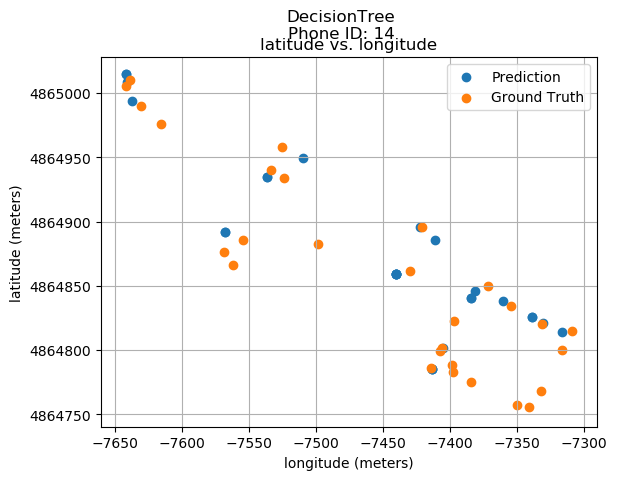 DecisionTree
Phone ID: 14
latitude vs. longitude
Prediction
Ground Truth
4865000
4864950
4864900
4864850
4864800
4864750
latitude (meters)
−7650 −7600 −7550 −7500 −7450 −7400 −7350 −7300
longitude (meters)